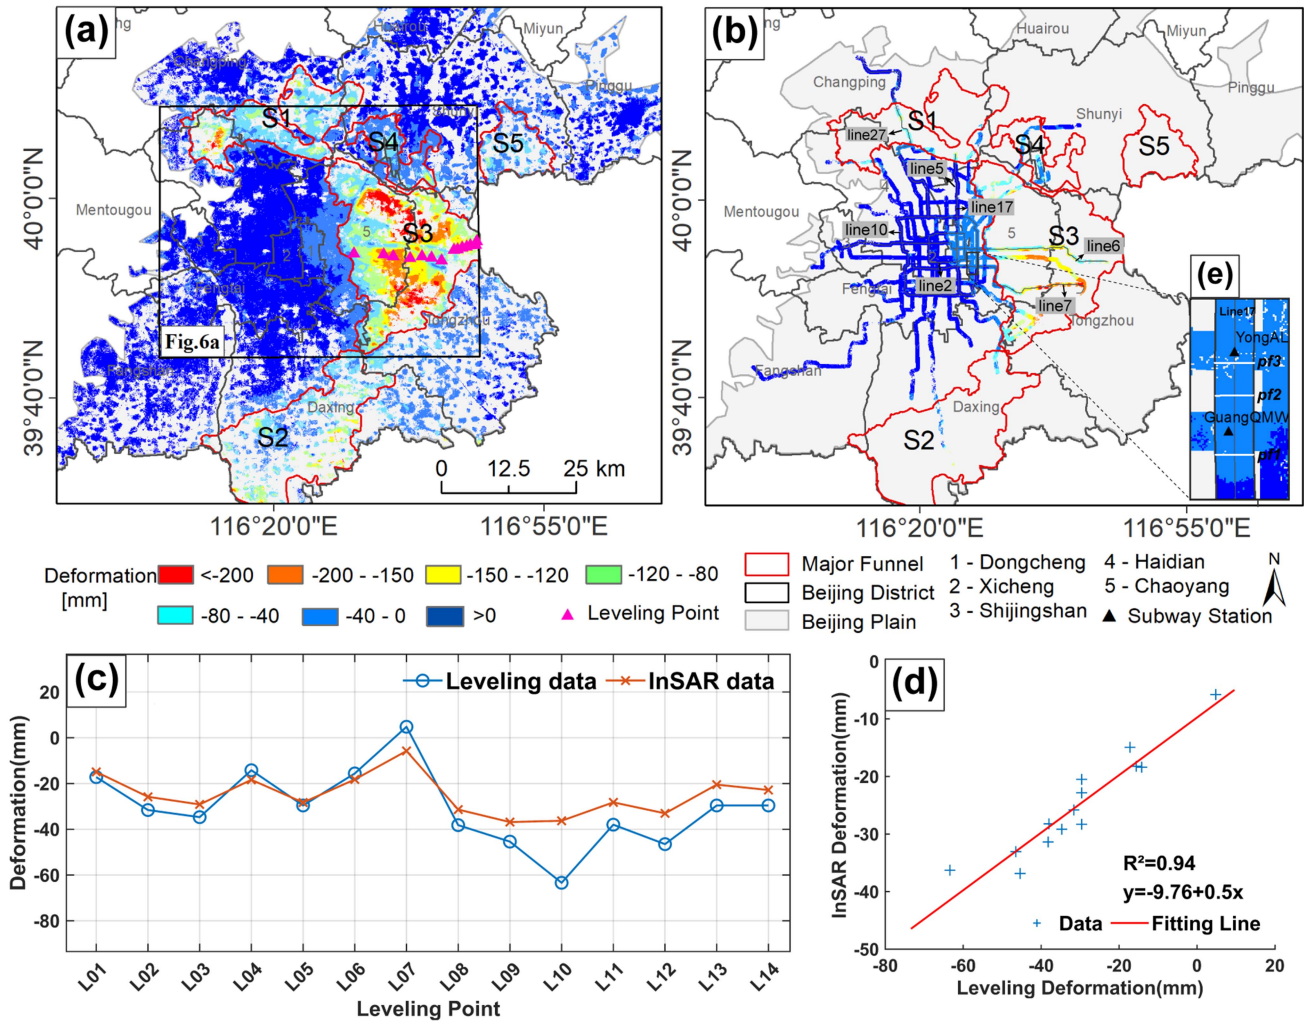 (a)
Huairou
Miyun
Changping
Pinggu
Shunyi
S1
S4
S5
Mentougou
5
S3
2
Fengtai
Tongzhou
Fig.6a
Fangshan
Daxing
S2
0 12.5 25 km
40°0'0"N
39°40'0"N
116°20'0"E
116°55'0"E
(b)
Huairou
Miyun
Changping
Pinggu
Shunyi
line27
S1
S4
S5
line5
Mentougou
line17
line10
5
S3
line6
2
line2
Fengtai
line7
Tongzhou
Fangshan
Daxing
S2
40°0'0"N
39°40'0"N
116°20'0"E
116°55'0"E
(e)
Line17
YongAL
pf3
pf2
GuangQMW
pf1
Deformation
[mm]
<-200
-200 - -150
-150 - -120
-120 - -80
-80 - -40
-40 - 0
>0
Leveling Point
Major Funnel
Beijing District
Beijing Plain
1 - Dongcheng
2 - Xicheng
3 - Shijingshan
4 - Haidian
5 - Chaoyang
Subway Station
N
(c)
Leveling data
InSAR data
20
0
-20
-40
-60
-80
Deformation(mm)
L01 L02 L03 L04 L05 L06 L07 L08 L09 L10 L11 L12 L13 L14
Leveling Point
(d)
0
-10
-20
-30
-40
-50
InSAR Deformation(mm)
R²=0.94
y=-9.76+0.5x
Data
Fitting Line
-80 -60 -40 -20 0 20
Leveling Deformation(mm)